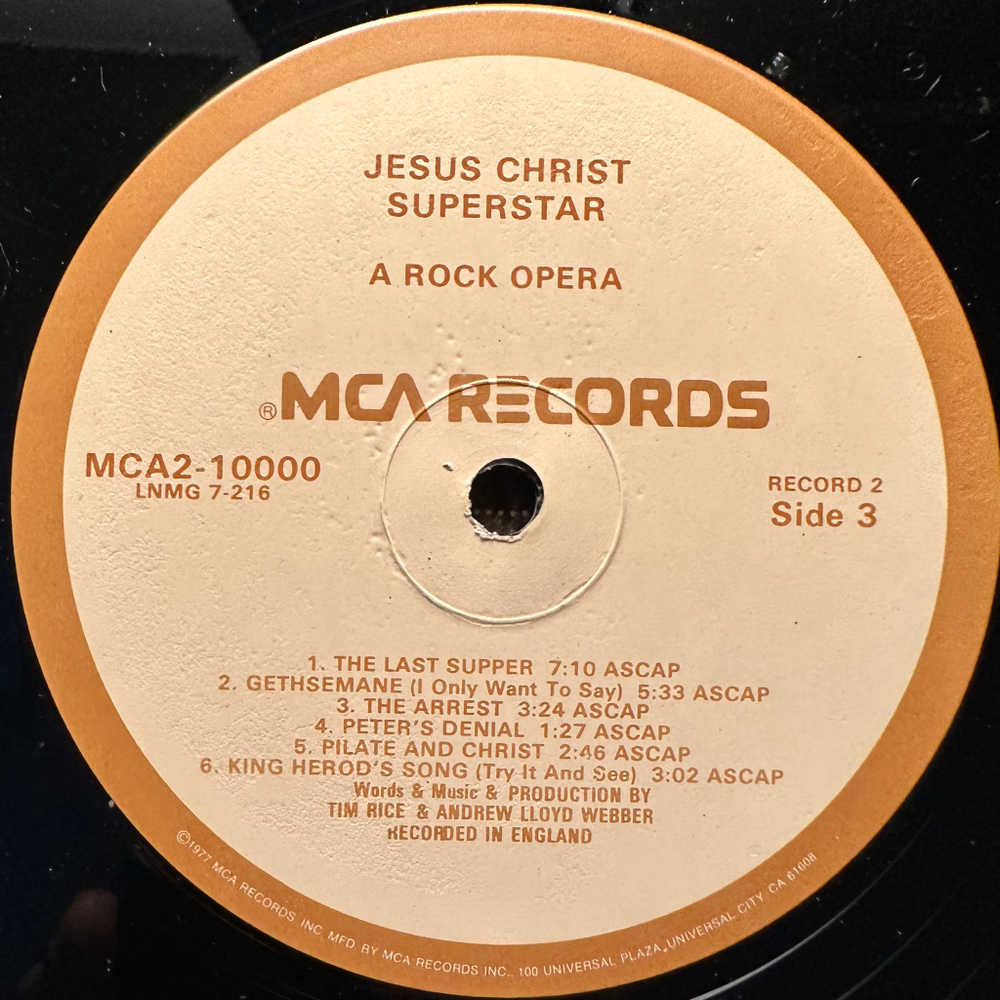 JESUS CHRIST
SUPERSTAR
A ROCK OPERA
® MCA RECORDS
MCA2-10000
LNMG 7-216
RECORD 2
Side 3
1. THE LAST SUPPER 7:10 ASCAP
2. GETHSEMANE (I Only Want To Say) 5:33 ASCAP
3. THE ARREST 3:24 ASCAP
4. PETER'S DENIAL 1:27 ASCAP
5. PILATE AND CHRIST 2:46 ASCAP
6. KING HEROD'S SONG (Try It And See) 3:02 ASCAP
Words & Music & PRODUCTION BY
TIM RICE & ANDREW LLOYD WEBBER
RECORDED IN ENGLAND
©1977 MCA RECORDS INC. MFD. BY MCA RECORDS INC., 100 UNIVERSAL PLAZA, UNIVERSAL CITY, CA 61608